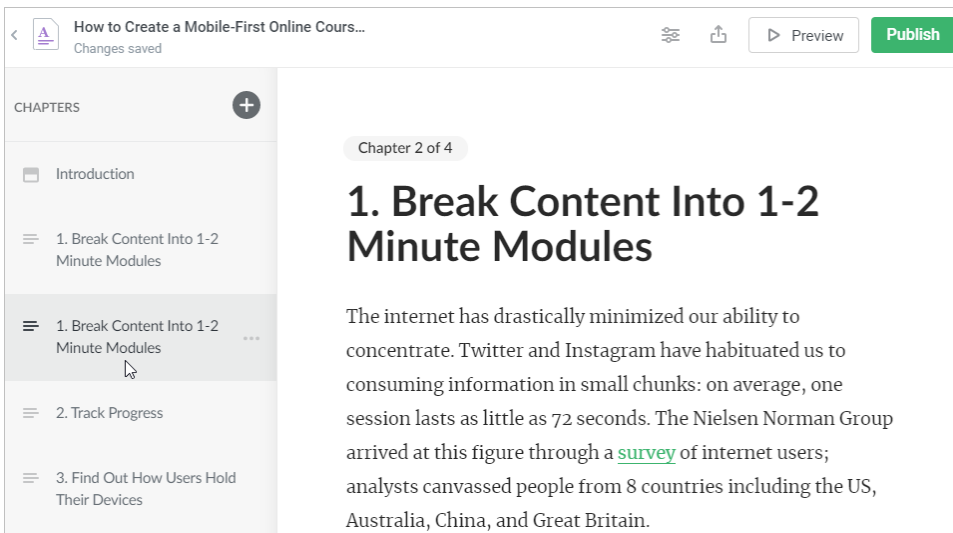 How to Create a Mobile-First Online Cours...
Changes saved
Preview
Publish
CHAPTERS
Introduction
1. Break Content Into 1-2
Minute Modules
1. Break Content Into 1-2
Minute Modules
2. Track Progress
3. Find Out How Users Hold
Their Devices
Chapter 2 of 4
1. Break Content Into 1-2
Minute Modules
The internet has drastically minimized our ability to
concentrate. Twitter and Instagram have habituated us to
consuming information in small chunks: on average, one
session lasts as little as 72 seconds. The Nielsen Norman Group
arrived at this figure through a survey of internet users;
analysts canvassed people from 8 countries including the US,
Australia, China, and Great Britain.